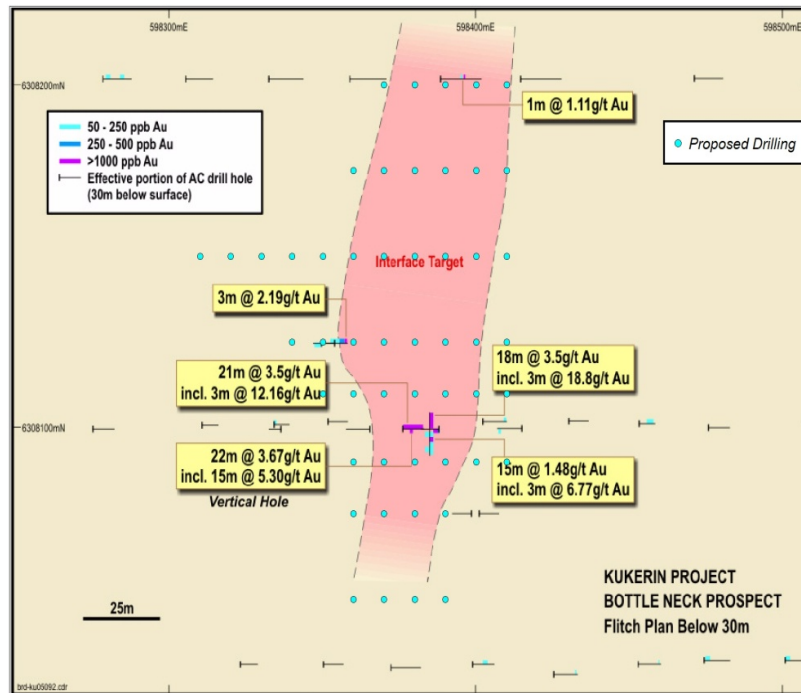 598300mE
598400mE
598500mE
6308200mN
1m @ 1.11g/t Au
50 - 250 ppb Au
250 - 500 ppb Au
>1000 ppb Au
Effective portion of AC drill hole
(30m below surface)
Proposed Drilling
Interface Target
3m @ 2.19g/t Au
21m @ 3.5g/t Au
incl. 3m @ 12.16g/t Au
18m @ 3.5g/t Au
incl. 3m @ 18.8g/t Au
6308100mN
22m @ 3.67g/t Au
incl. 15m @ 5.30g/t Au
Vertical Hole
15m @ 1.48g/t Au
incl. 3m @ 6.77g/t Au
25m
KUKERIN PROJECT
BOTTLE NECK PROSPECT
Flitch Plan Below 30m
brd-ku05092.cdr